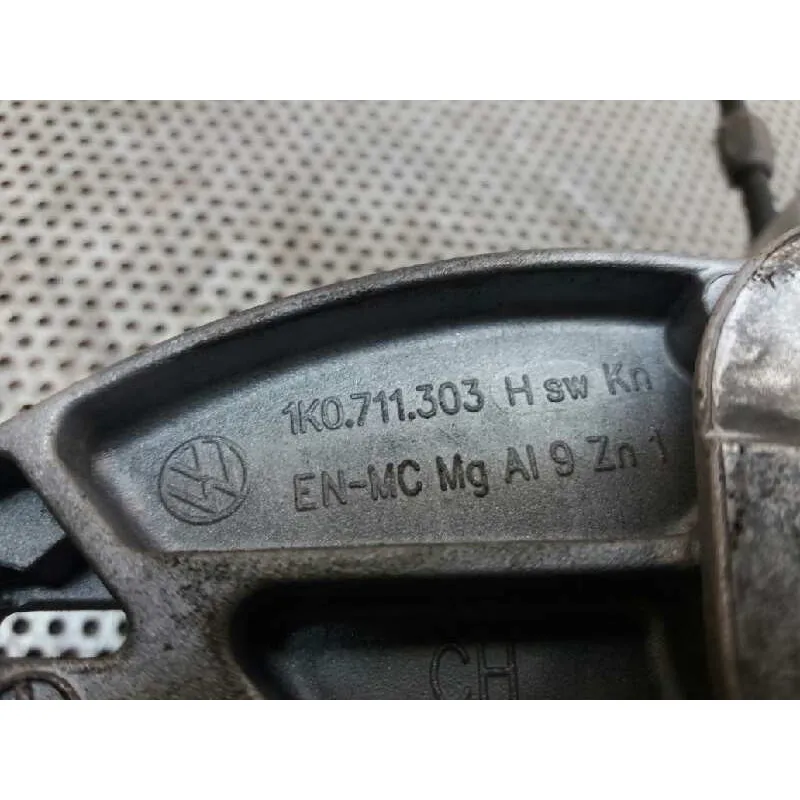 1K0.711.303 H sw Kn
EN-MC Mg Al 9 Zn 1
CH